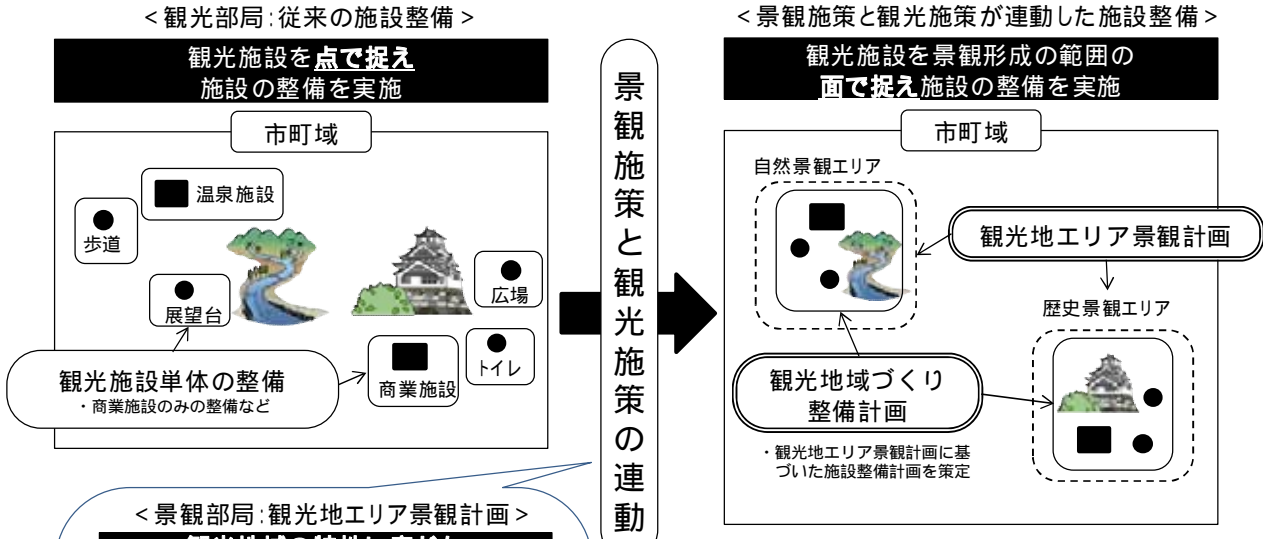 <観光部局:従来の施設整備>
観光施設を点で捉え
施設の整備を実施
市町域
温泉施設
歩道
展望台
広場
トイレ
商業施設
観光施設単体の整備
・商業施設のみの整備など
景観施策と観光施策の連動
<景観施策と観光施策が連動した施設整備>
観光施設を景観形成の範囲の
面で捉え施設の整備を実施
市町域
自然景観エリア
観光地エリア景観計画
歴史景観エリア
観光地域づくり
整備計画
・観光地エリア景観計画に基
づいた施設整備計画を策定
<景観部局:観光地エリア景観計画>